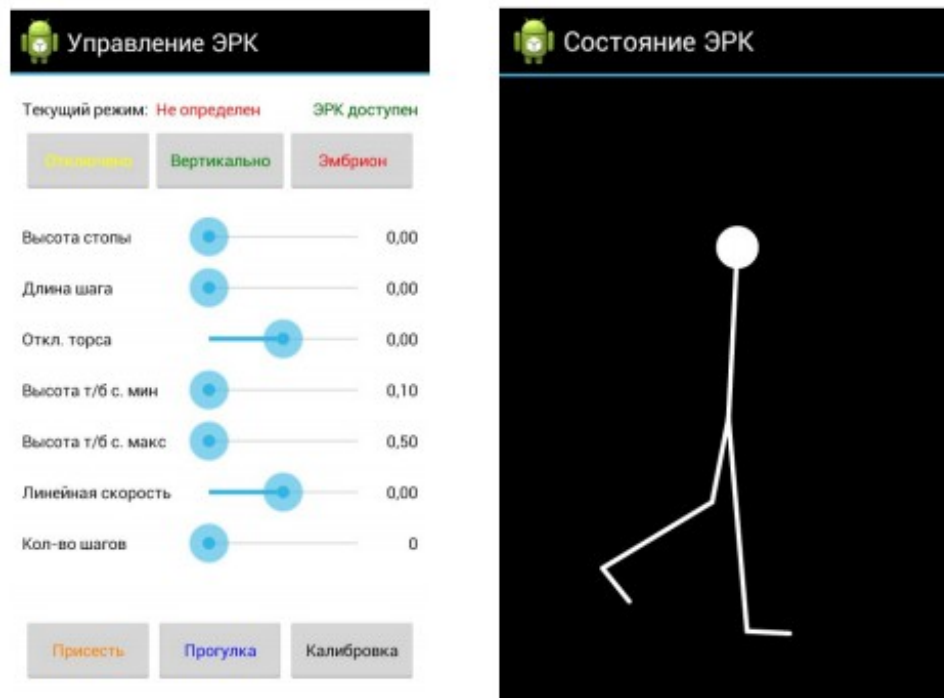 Управление ЭРК
Текущий режим: Не определен ЭРК доступен
Отключено Вертикально Эмбрион
Высота стопы 0,00
Длина шага 0,00
Откл. торса 0,00
Высота т/б с. мин 0,10
Высота т/б с. макс 0,50
Линейная скорость 0,00
Кол-во шагов 0
Присесть Прогулка Калибровка
Состояние ЭРК